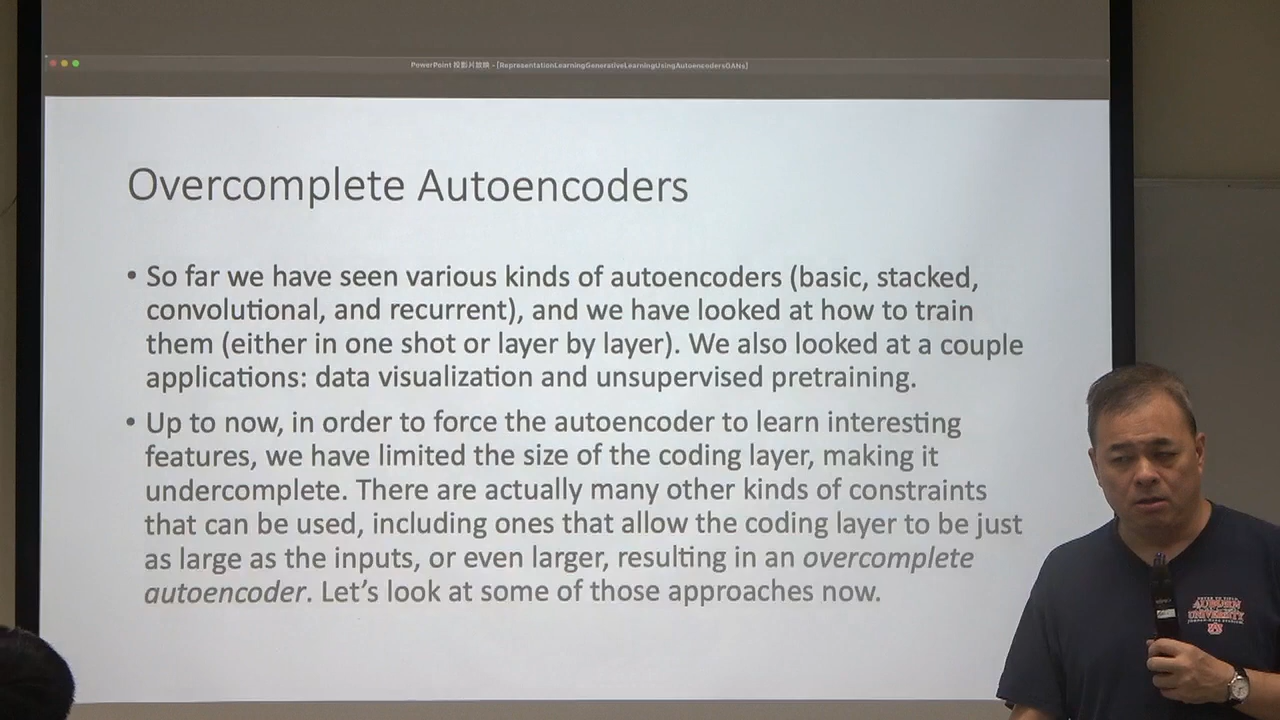 PowerPoint 投影片放映 - [RepresentationLearningGenerativeLearningUsingAutoencodersGANs]
Overcomplete Autoencoders
• So far we have seen various kinds of autoencoders (basic, stacked,
convolutional, and recurrent), and we have looked at how to train
them (either in one shot or layer by layer). We also looked at a couple
applications: data visualization and unsupervised pretraining.
• Up to now, in order to force the autoencoder to learn interesting
features, we have limited the size of the coding layer, making it
undercomplete. There are actually many other kinds of constraints
that can be used, including ones that allow the coding layer to be just
as large as the inputs, or even larger, resulting in an overcomplete
autoencoder. Let’s look at some of those approaches now.
AUBURN
UNIVERSITY